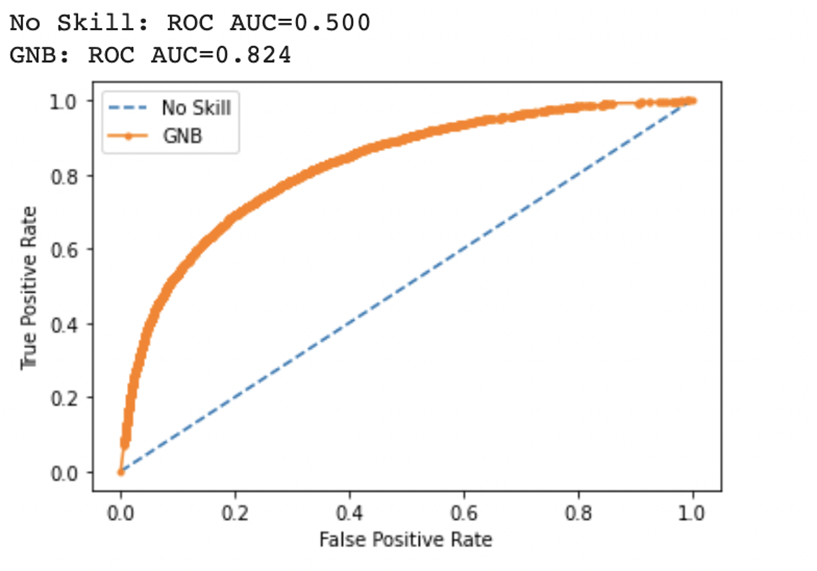 No Skill: ROC AUC=0.500
GNB: ROC AUC=0.824
No Skill
GNB
1.0
0.8
0.6
0.4
0.2
0.0
True Positive Rate
0.0 0.2 0.4 0.6 0.8 1.0
False Positive Rate